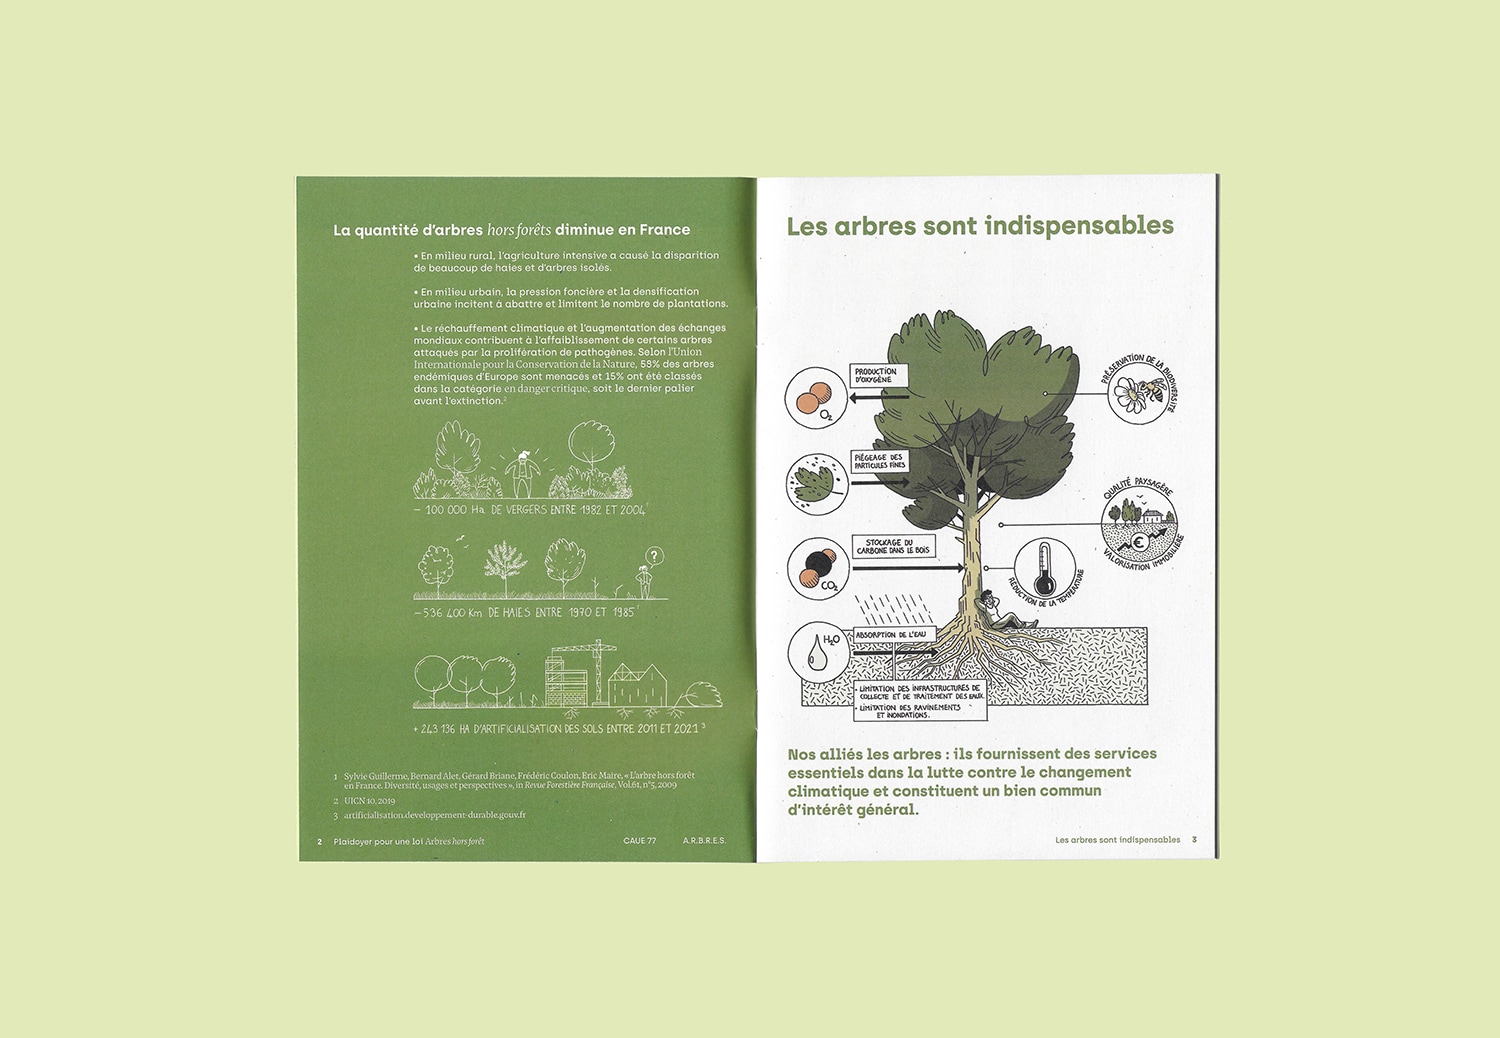 La quantité d'arbres hors forêts diminue en France
• En milieu rural, l'agriculture intensive a causé la disparition
de beaucoup de haies et d'arbres isolés.
• En milieu urbain, la pression foncière et la densification
urbaine incitent à abattre et limitent le nombre de plantations.
• Le réchauffement climatique et l'augmentation des échanges
mondiaux contribuent à l'affaiblissement de certains arbres
attaqués par la prolifération de pathogènes. Selon l'Union
Internationale pour la Conservation de la Nature, 58% des arbres
endémiques d'Europe sont menacés et 15% ont été classés
dans la catégorie en danger critique, soit le dernier palier
avant l'extinction.²
– 100 000 Ha DE VERGERS ENTRE 1982 ET 2004¹
?
– 536 400 Km DE HAIES ENTRE 1970 ET 1985¹
+ 243 136 HA D'ARTIFICIALISATION DES SOLS ENTRE 2011 ET 2021³
1 Sylvie Guillerme, Bernard Alet, Gérard Briane, Frédéric Coulon, Eric Maire, « L'arbre hors forêt
en France. Diversité, usages et perspectives », in Revue Forestière Française, Vol.61, n°5, 2009
2 UICN 10, 2019
3 artificialisation.developpement-durable.gouv.fr
2 Plaidoyer pour une loi Arbres hors forêt CAUE 77 A.R.B.R.E.S.
Les arbres sont indispensables
PRODUCTION
D'OXYGÈNE
O₂
PRÉSERVATION DE LA BIODIVERSITÉ
PIÉGEAGE DES
PARTICULES FINES
QUALITÉ PAYSAGÈRE
€
VALORISATION IMMOBILIÈRE
STOCKAGE DU
CARBONE DANS LE BOIS
CO₂
RÉDUCTION DE LA TEMPÉRATURE
ABSORPTION DE L'EAU
H₂O
• LIMITATION DES INFRASTRUCTURES DE
COLLECTE ET DE TRAITEMENT DES EAUX.
• LIMITATION DES RAVINEMENTS
ET INONDATIONS.
Nos alliés les arbres : ils fournissent des services
essentiels dans la lutte contre le changement
climatique et constituent un bien commun
d'intérêt général.
Les arbres sont indispensables 3